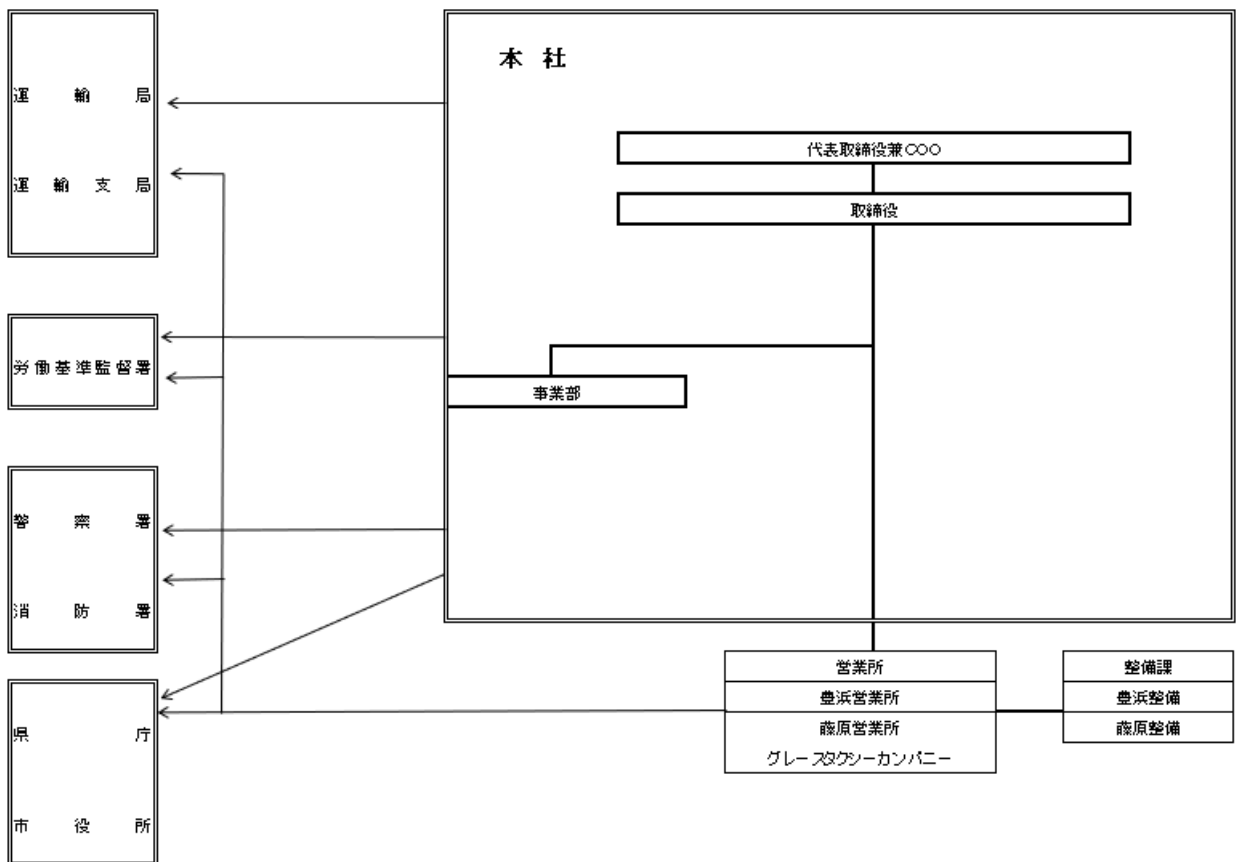 本 社
運 輸 局
運 輸 支 局
代表取締役兼○○○
取締役
労働基準監督署
事業部
警 察 署
消 防 署
県 庁
市 役 所
営業所
豊浜営業所
藤原営業所
グレースタクシーカンパニー
整備課
豊浜整備
藤原整備